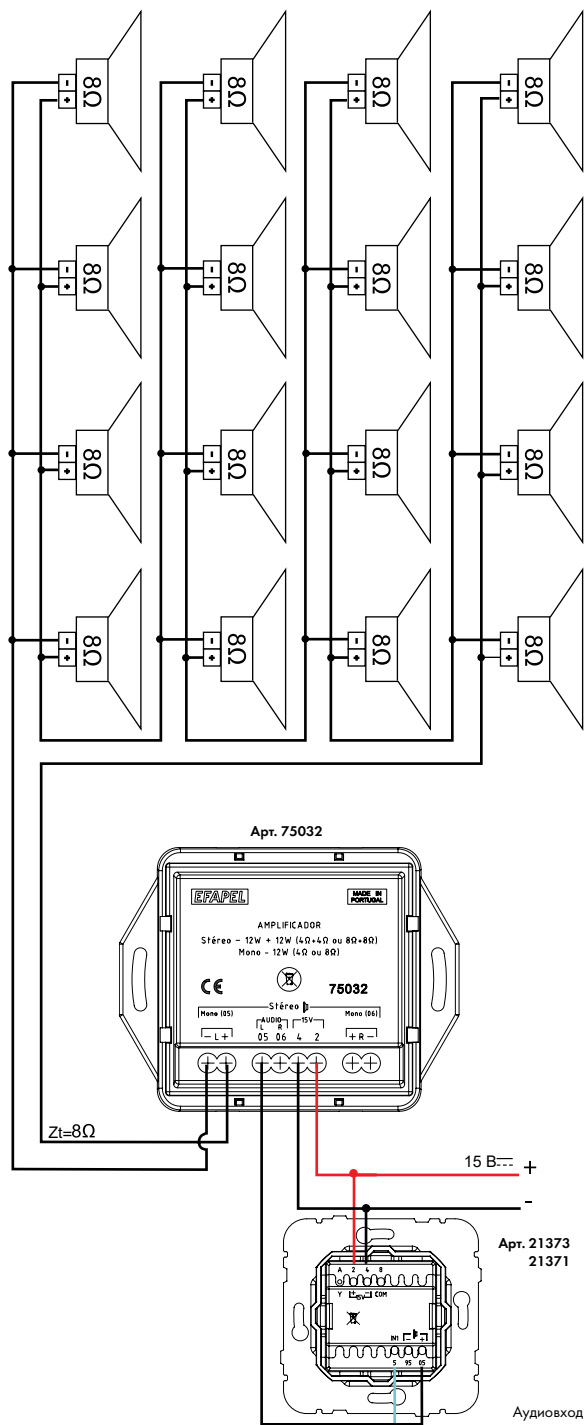 - + 8Ω - + 8Ω - + 8Ω - + 8Ω
- + 8Ω - + 8Ω - + 8Ω - + 8Ω
- + 8Ω - + 8Ω - + 8Ω - + 8Ω
- + 8Ω - + 8Ω - + 8Ω - + 8Ω
Арт. 75032
EFAPEL
MADE IN
PORTUGAL
AMPLIFICADOR
Stéreo - 12W + 12W (4Ω+4Ω ou 8Ω+8Ω)
Mono - 12W (4Ω ou 8Ω)
CE 75032
Stéreo
Mono (05) AUDIO 15V Mono (06)
L R
- L + 05 06 4 2 + R -
Zt=8Ω
15 В +
-
Арт. 21373
21371
A 2 4 8
Y + 15V - COM
IN1 - +
5 95 05
Аудиовход